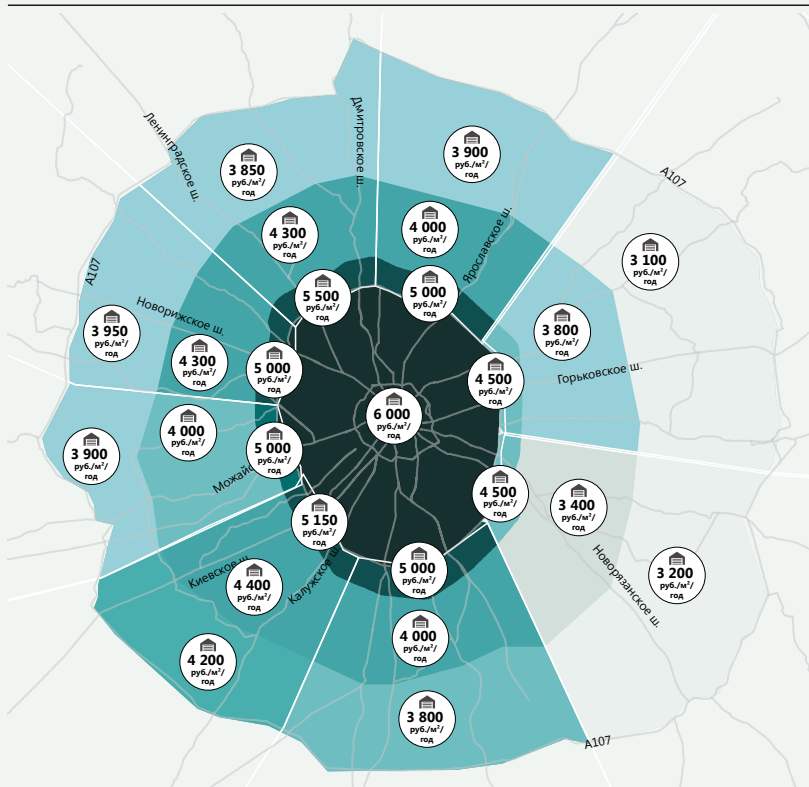 Дмитровское ш.
Ленинградское ш.
3 900
руб./м²/
год
3 850
руб./м²/
год
А107
4 000
руб./м²/
год
4 300
руб./м²/
год
Ярославское ш.
3 100
руб./м²/
год
А107
5 500
руб./м²/
год
5 000
руб./м²/
год
Новорижское ш.
3 950
руб./м²/
год
3 800
руб./м²/
год
4 300
руб./м²/
год
5 000
руб./м²/
год
4 500
руб./м²/
год
Горьковское ш.
6 000
руб./м²/
год
4 000
руб./м²/
год
3 900
руб./м²/
год
5 000
руб./м²/
год
Можайс
4 500
руб./м²/
год
3 400
руб./м²/
год
5 150
руб./м²/
год
Киевское ш.
Калужское ш.
4 400
руб./м²/
год
5 000
руб./м²/
год
Новорязанское ш.
3 200
руб./м²/
год
4 000
руб./м²/
год
4 200
руб./м²/
год
3 800
руб./м²/
год
А107